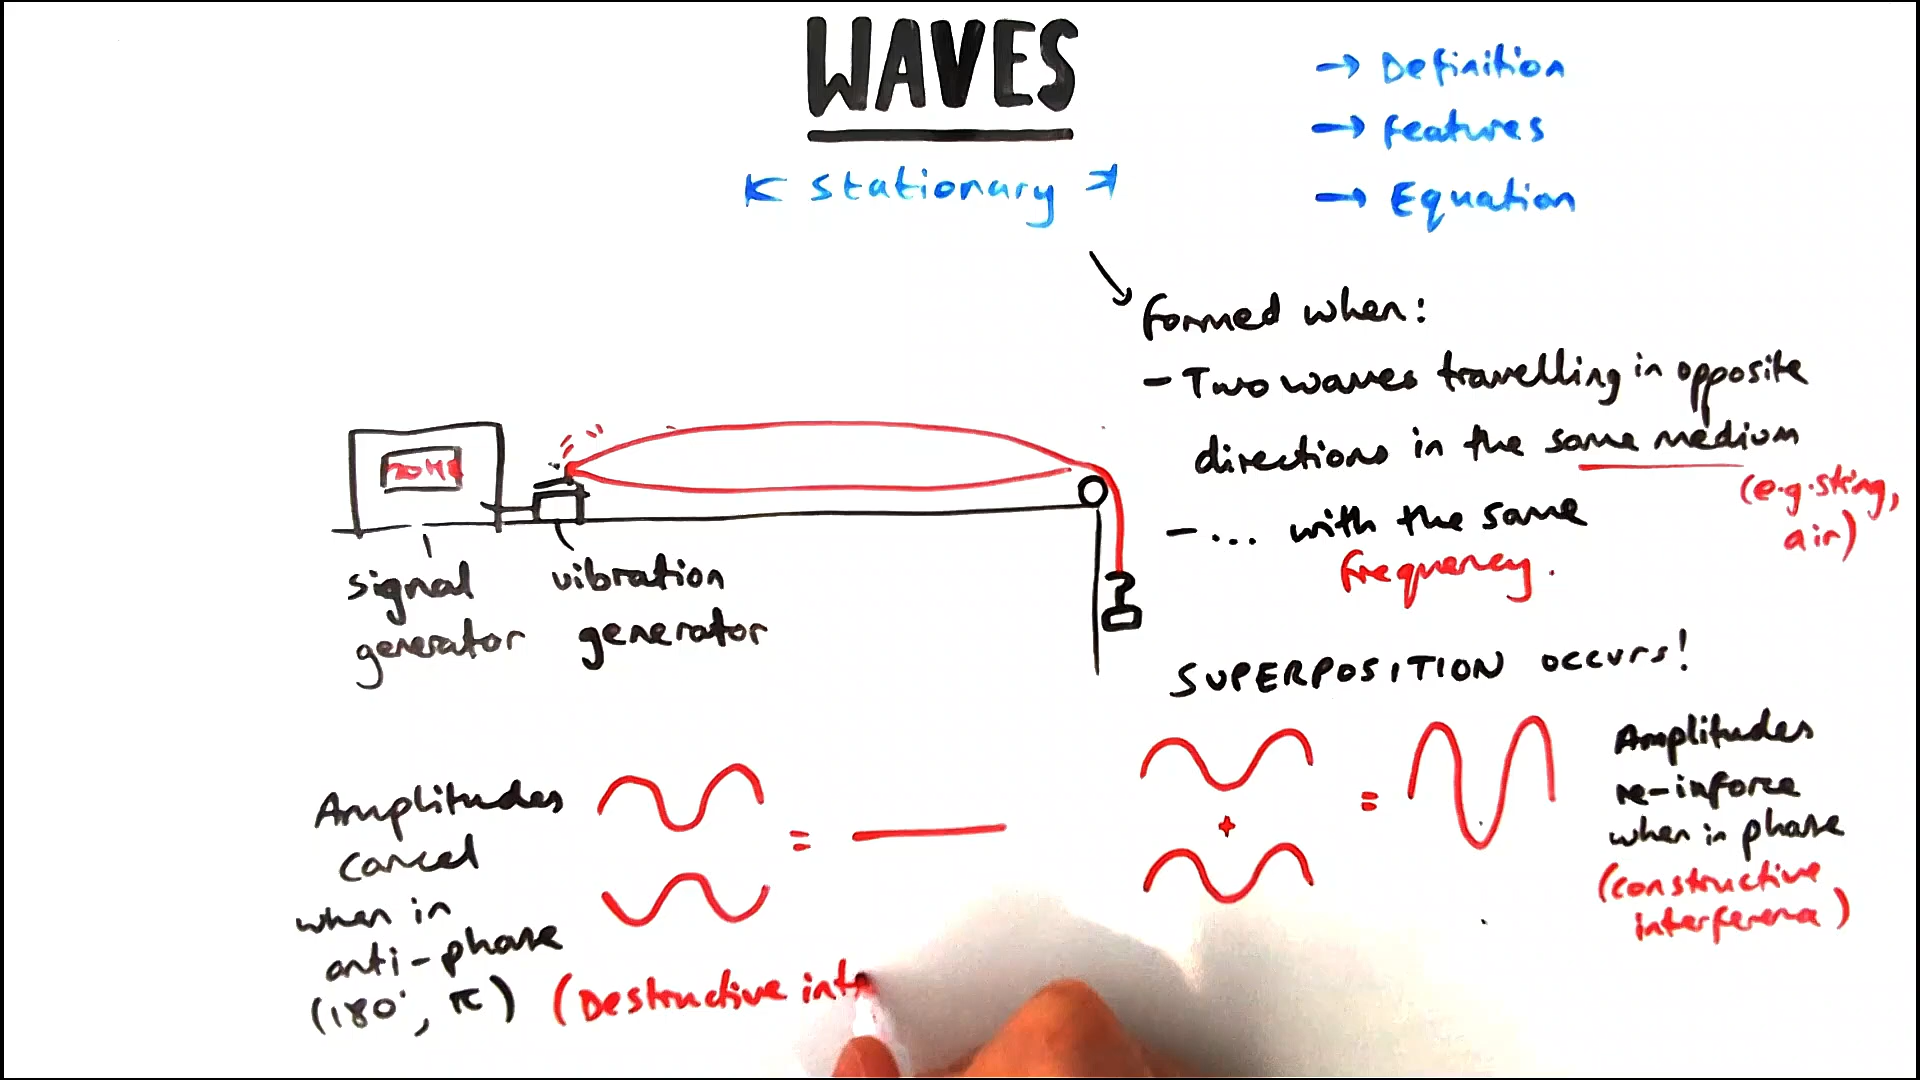 WAVES
stationary
→ Definition
→ features
→ Equation
formed when:
- Two waves travelling in opposite
directions in the same medium
(e.g. string,
air)
- ... with the same
frequency.
20Hz
signal
generator
vibration
generator
SUPERPOSITION occurs!
+
=
Amplitudes
re-inforce
when in phase
(constructive
interference)
Amplitudes
cancel
when in
anti-phase
(180°, π)
=
(Destructive inte